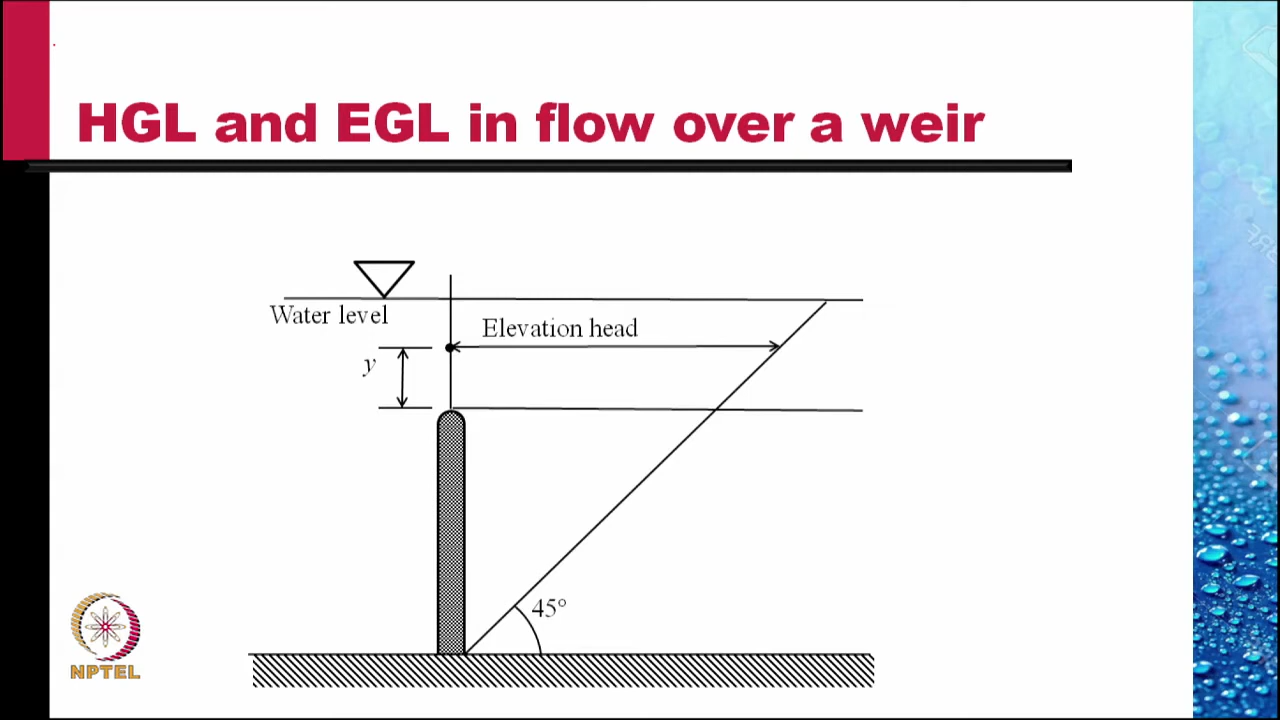 HGL and EGL in flow over a weir
Water level
Elevation head
y
45°
NPTEL